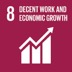 8 DECENT WORK AND
ECONOMIC GROWTH